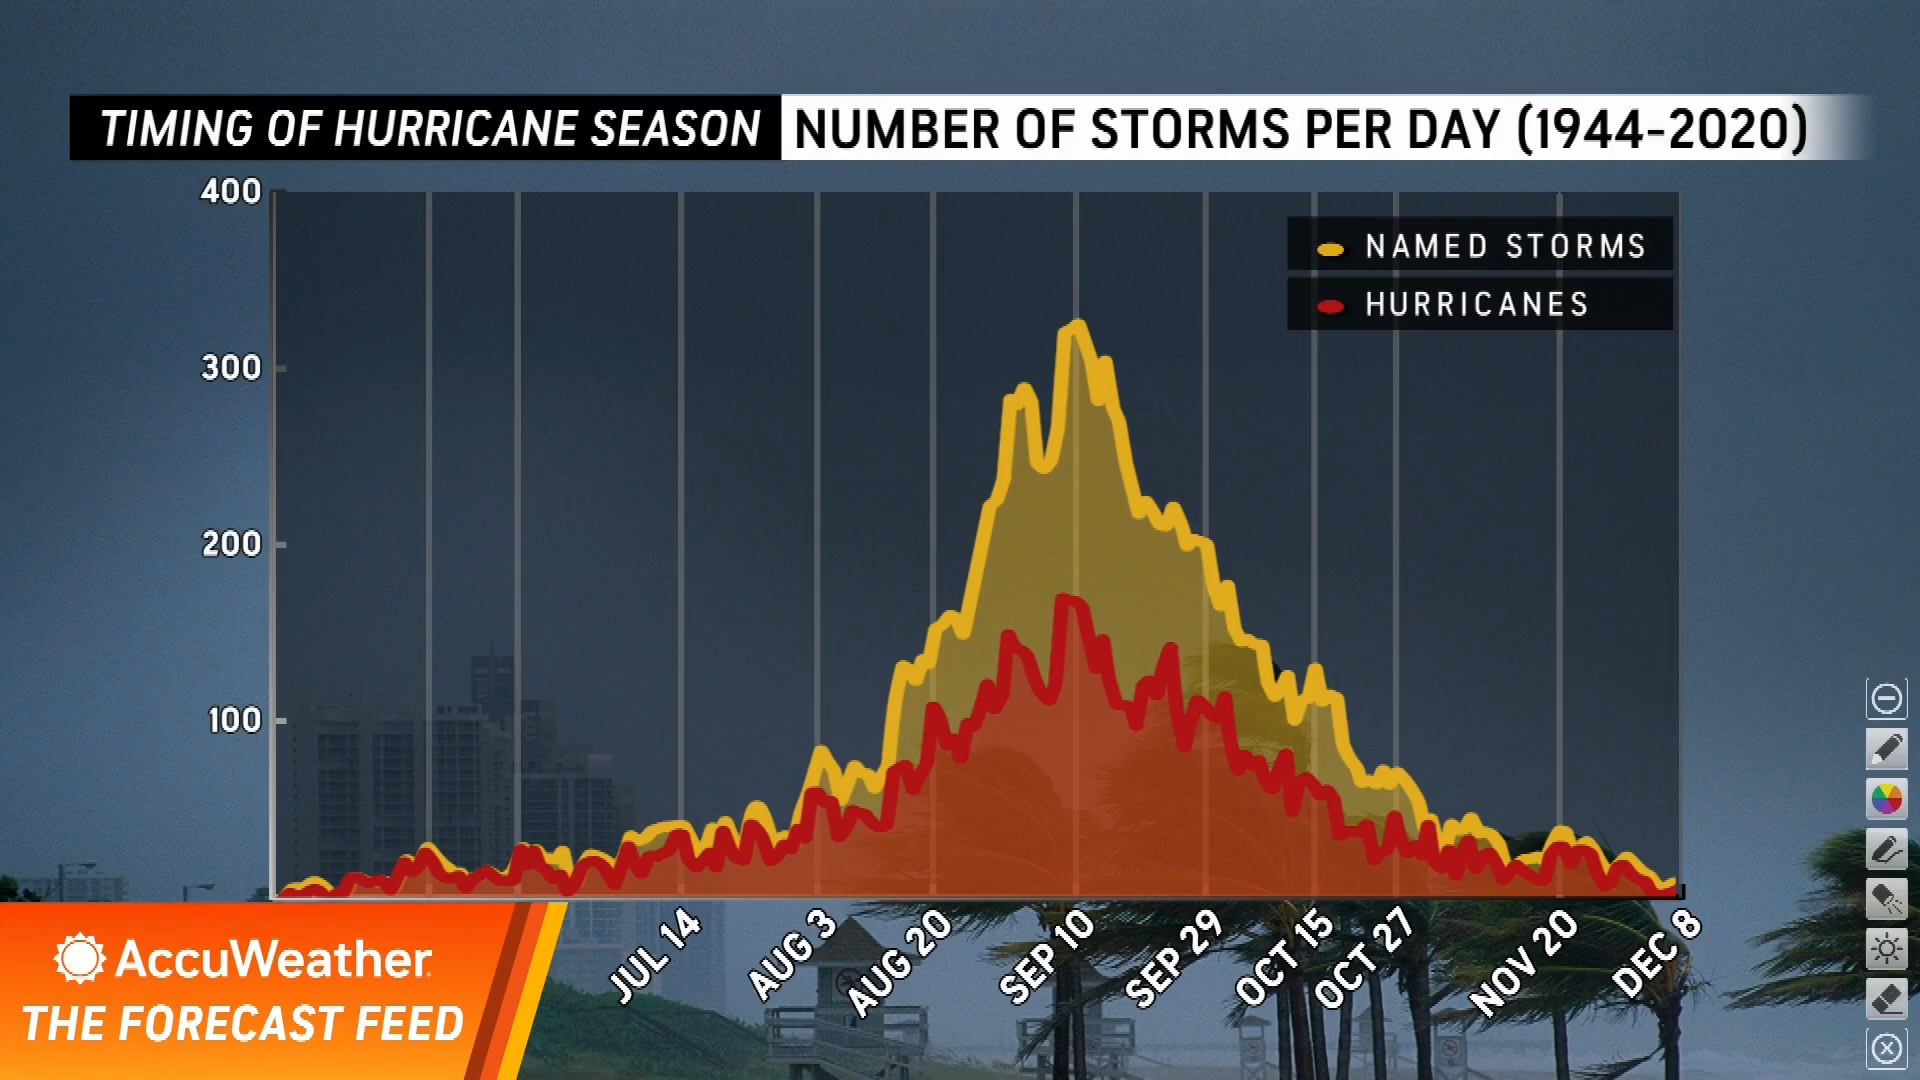 TIMING OF HURRICANE SEASON NUMBER OF STORMS PER DAY (1944-2020)
400
300
200
100
NAMED STORMS
HURRICANES
JUL 14
AUG 3
AUG 20
SEP 10
SEP 29
OCT 15
OCT 27
NOV 20
DEC 8
AccuWeather
THE FORECAST FEED